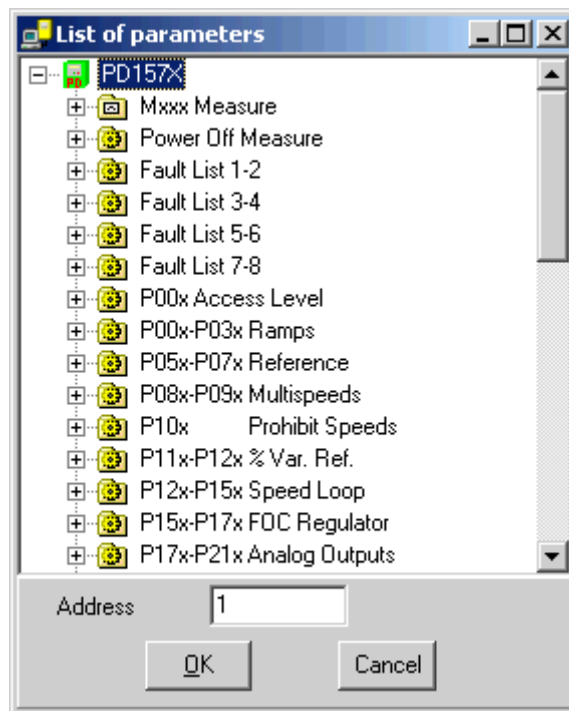 List of parameters
PD157X
Mxxx Measure
Power Off Measure
Fault List 1-2
Fault List 3-4
Fault List 5-6
Fault List 7-8
P00x Access Level
P00x-P03x Ramps
P05x-P07x Reference
P08x-P09x Multispeeds
P10x Prohibit Speeds
P11x-P12x % Var. Ref.
P12x-P15x Speed Loop
P15x-P17x FOC Regulator
P17x-P21x Analog Outputs
Address 1
OK Cancel